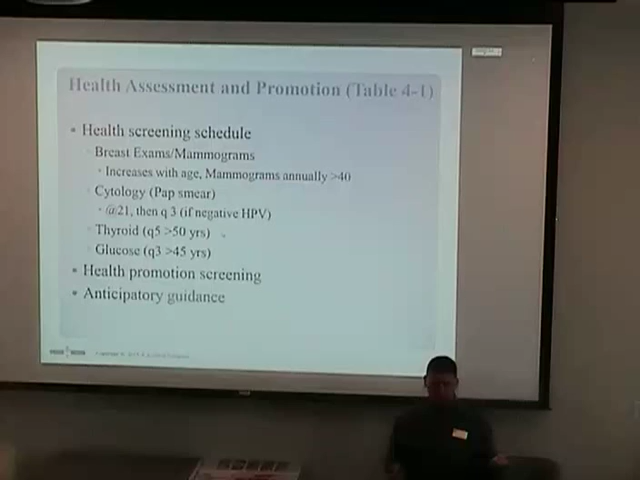 Health Assessment and Promotion (Table 4-1)
• Health screening schedule
Breast Exams/Mammograms
• Increases with age, Mammograms annually >40
Cytology (Pap smear)
• @21, then q 3 (if negative HPV)
Thyroid (q5 >50 yrs)
Glucose (q3 >45 yrs)
• Health promotion screening
• Anticipatory guidance